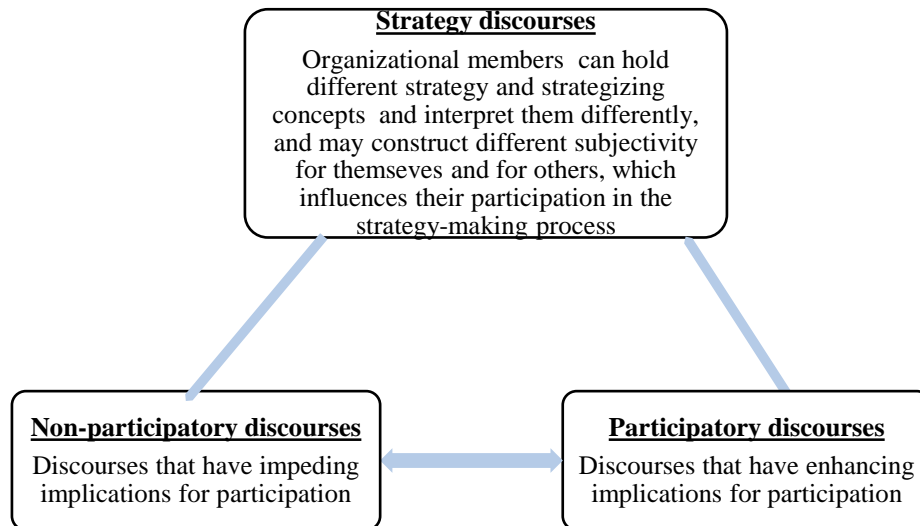 Strategy discourses
Organizational members can hold
different strategy and strategizing
concepts and interpret them differently,
and may construct different subjectivity
for themseves and for others, which
influences their participation in the
strategy-making process
Non-participatory discourses
Discourses that have impeding
implications for participation
Participatory discourses
Discourses that have enhancing
implications for participation